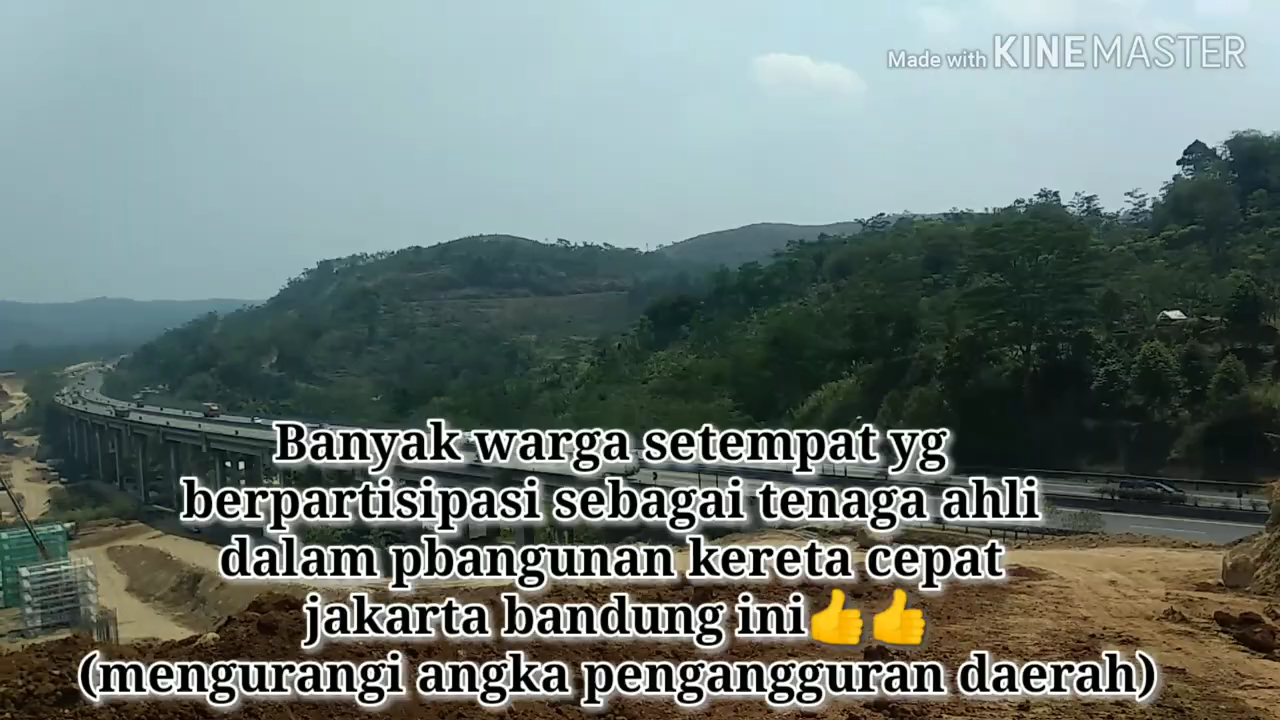 Made with KINEMASTER
Banyak warga setempat yg
berpartisipasi sebagai tenaga ahli
dalam pbangunan kereta cepat
jakarta bandung ini👍👍
(mengurangi angka pengangguran daerah)